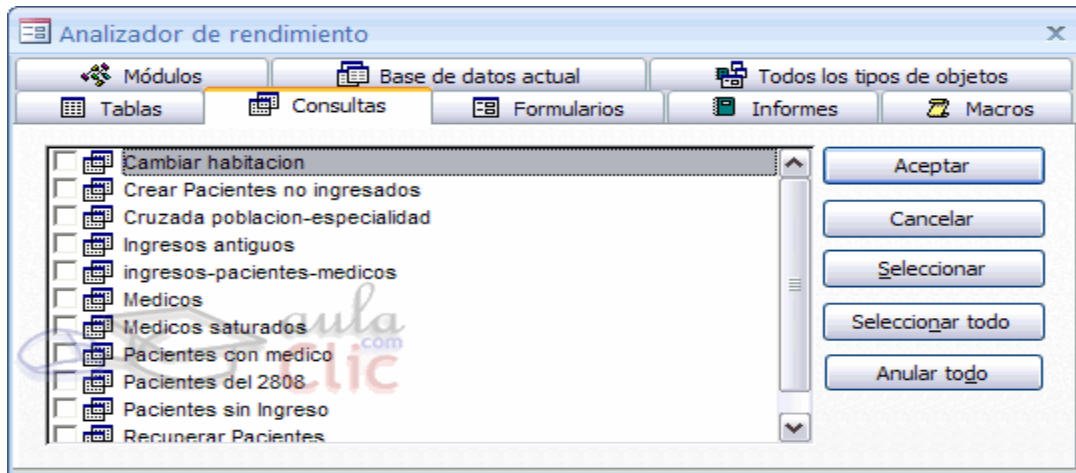 Analizador de rendimiento
Módulos
Base de datos actual
Todos los tipos de objetos
Tablas
Consultas
Formularios
Informes
Macros
Cambiar habitacion
Crear Pacientes no ingresados
Cruzada poblacion-especialidad
Ingresos antiguos
ingresos-pacientes-medicos
Medicos
Medicos saturados
Pacientes con medico
Pacientes del 2808
Pacientes sin Ingreso
Recuperar Pacientes
Aceptar
Cancelar
Seleccionar
Seleccionar todo
Anular todo
aula
.com
CLIC